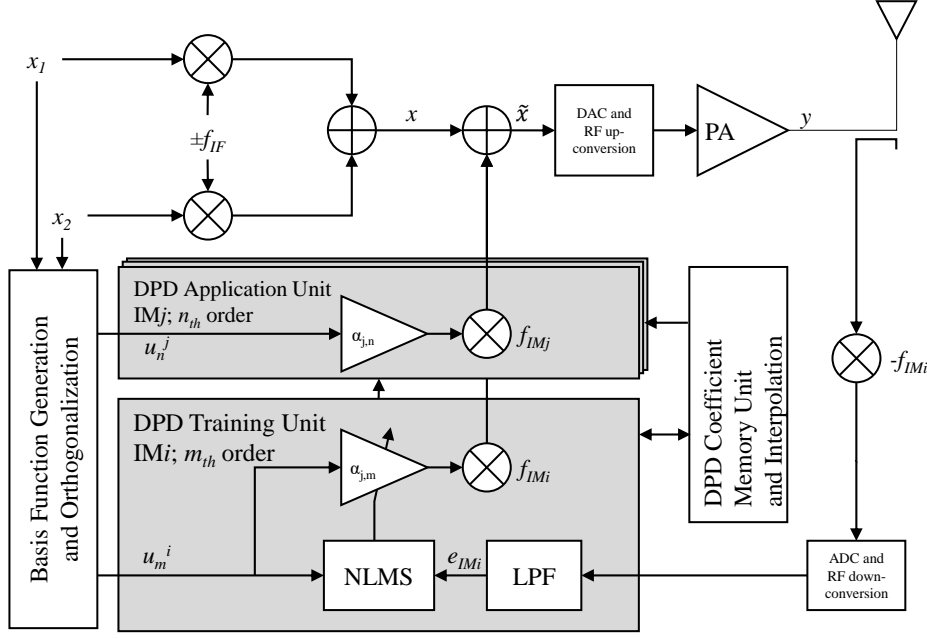 x1
±fIF
x2
x
x̃
DAC and
RF up-
conversion
PA
y
Basis Function Generation
and Orthogonalization
DPD Application Unit
IMj; nth order
αj,n
unj
fIMj
DPD Training Unit
IMi; mth order
αj,m
fIMi
umi
NLMS
eIMi
LPF
DPD Coefficient
Memory Unit
and Interpolation
-fIMi
ADC and
RF down-
conversion